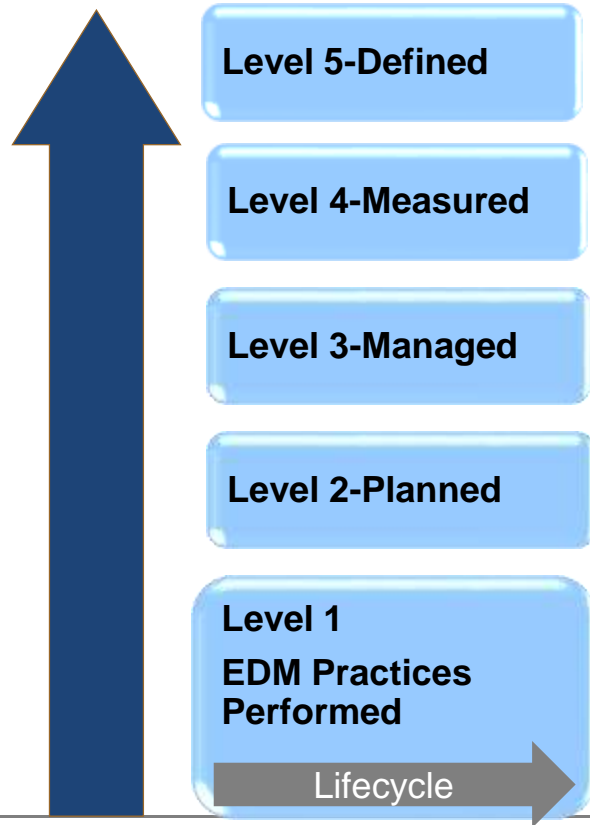 Level 5-Defined
Level 4-Measured
Level 3-Managed
Level 2-Planned
Level 1
EDM Practices
Performed
Lifecycle